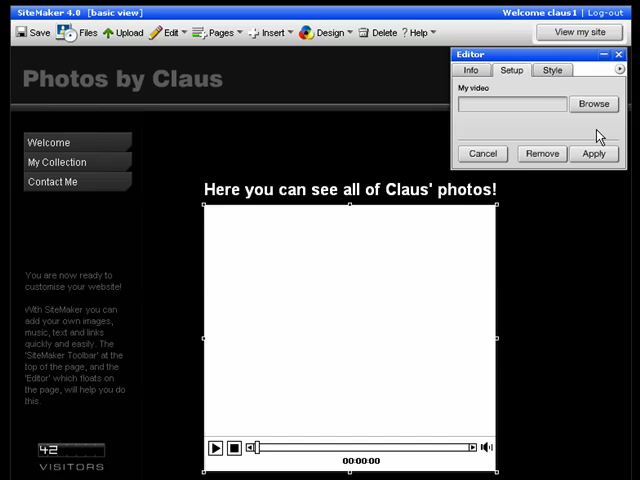 SiteMaker 4.0 [basic view]
Welcome claus1 | Log-out
Save Files Upload Edit Pages Insert Design Delete Help
View my site
Editor
Info Setup Style
My video
Browse
Cancel Remove Apply
Photos by Claus
Welcome
My Collection
Contact Me
Here you can see all of Claus' photos!
You are now ready to
customise your website!
With SiteMaker you can
add your own images,
music, text and links
quickly and easily. The
'SiteMaker Toolbar' at the
top of the page, and the
'Editor' which floats on
the page, will help you do
this.
42
VISITORS
00:00:00